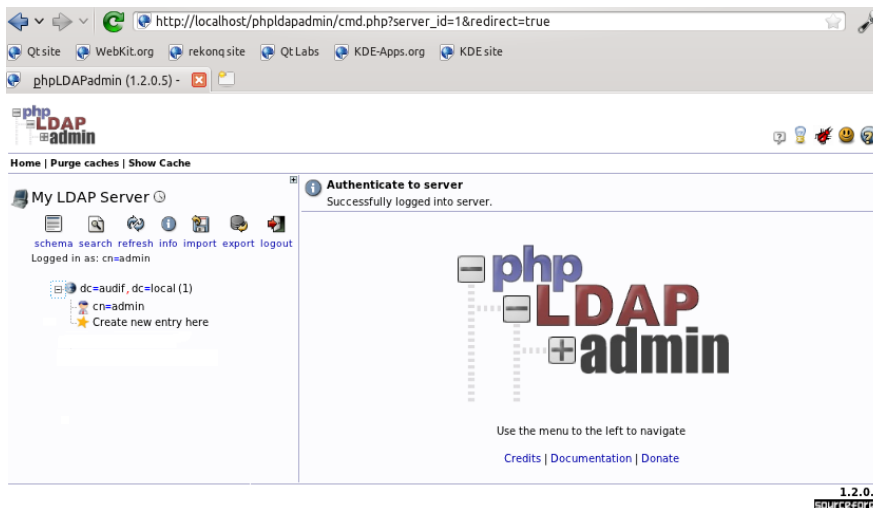 http://localhost/phpldapadmin/cmd.php?server_id=1&redirect=true
Qt site WebKit.org rekonq site Qt Labs KDE-Apps.org KDE site
phpLDAPadmin (1.2.0.5) -
php
LDAP
admin
Home | Purge caches | Show Cache
My LDAP Server
schema search refresh info import export logout
Logged in as: cn=admin
dc=audif, dc=local (1)
cn=admin
Create new entry here
Authenticate to server
Successfully logged into server.
php
LDAP
admin
Use the menu to the left to navigate
Credits | Documentation | Donate
1.2.0.